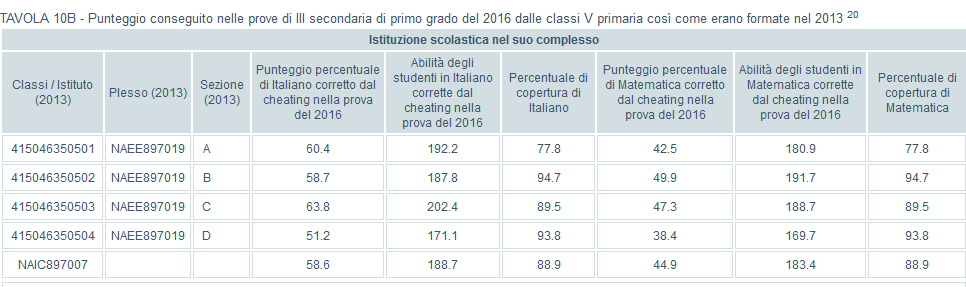 TAVOLA 10B - Punteggio conseguito nelle prove di III secondaria di primo grado del 2016 dalle classi V primaria così come erano formate nel 2013 20
Istituzione scolastica nel suo complesso
Classi / Istituto (2013) Plesso (2013) Sezione (2013) Punteggio percentuale di Italiano corretto dal cheating nella prova del 2016 Abilità degli studenti in Italiano corrette dal cheating nella prova del 2016 Percentuale di copertura di Italiano Punteggio percentuale di Matematica corretto dal cheating nella prova del 2016 Abilità degli studenti in Matematica corrette dal cheating nella prova del 2016 Percentuale di copertura di Matematica
415046350501 NAEE897019 A 60.4 192.2 77.8 42.5 180.9 77.8
415046350502 NAEE897019 B 58.7 187.8 94.7 49.9 191.7 94.7
415046350503 NAEE897019 C 63.8 202.4 89.5 47.3 188.7 89.5
415046350504 NAEE897019 D 51.2 171.1 93.8 38.4 169.7 93.8
NAIC897007 58.6 188.7 88.9 44.9 183.4 88.9